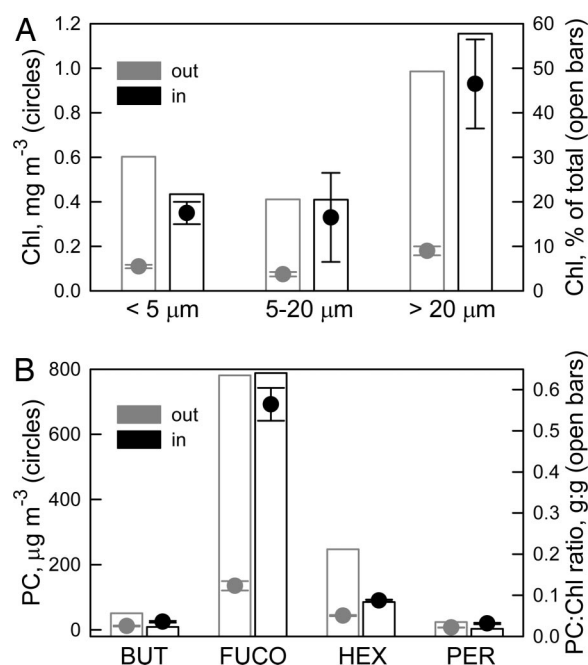 A
Chl, mg m⁻³ (circles)
1.2
1.0
0.8
0.6
0.4
0.2
0.0
out
in
60
50
40
30
20
10
0
Chl, % of total (open bars)
< 5 μm
5-20 μm
> 20 μm
B
PC, μg m⁻³ (circles)
800
600
400
200
0
out
in
0.6
0.5
0.4
0.3
0.2
0.1
0.0
PC:Chl ratio, g:g (open bars)
BUT
FUCO
HEX
PER